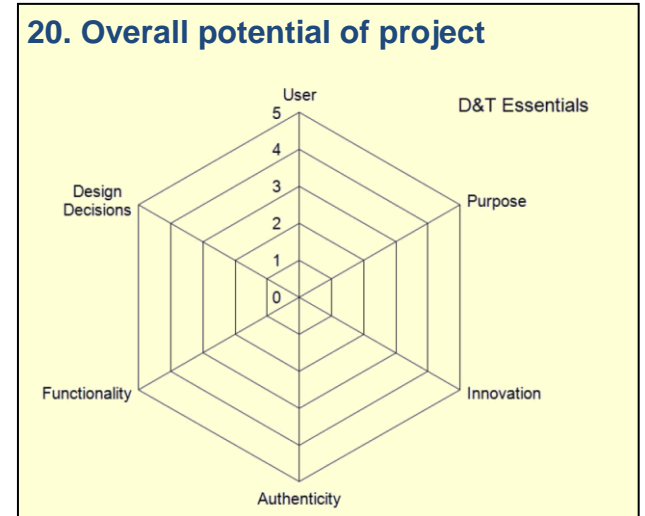 20. Overall potential of project
User
D&T Essentials
5
4
3
2
1
0
Design
Decisions
Purpose
Functionality
Innovation
Authenticity